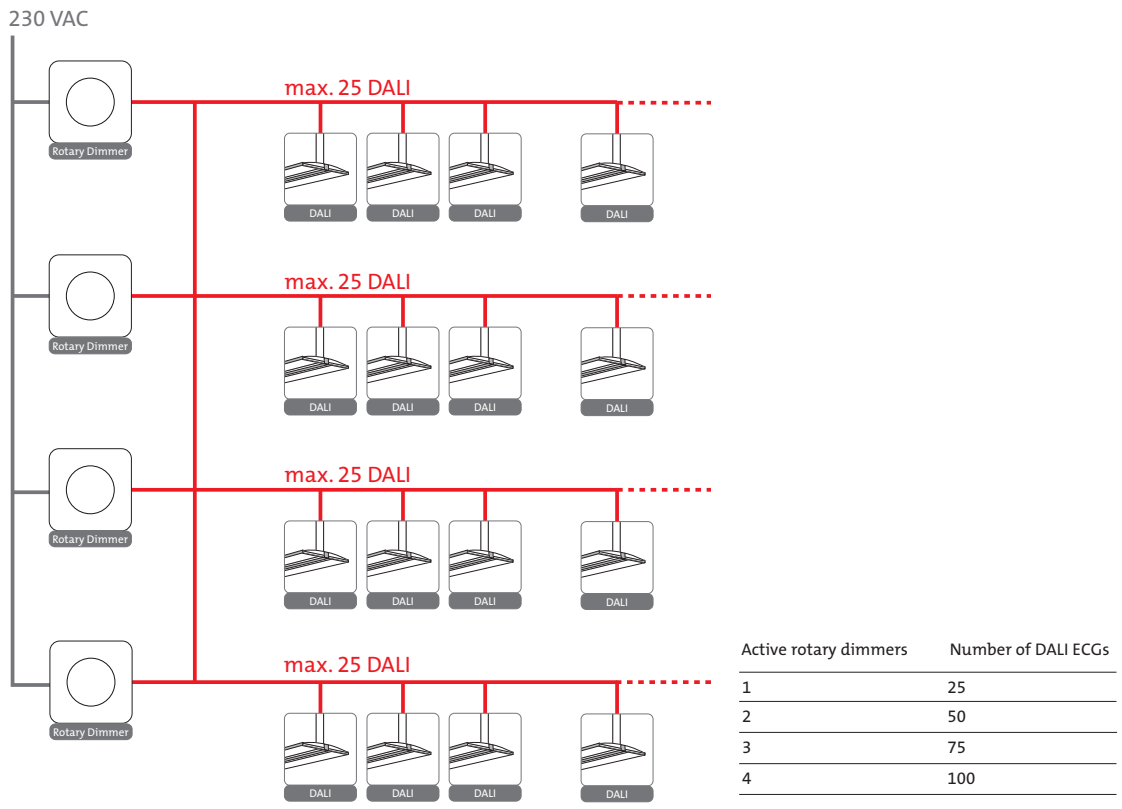 230 VAC
max. 25 DALI
Rotary Dimmer
DALI DALI DALI DALI
max. 25 DALI
Rotary Dimmer
DALI DALI DALI DALI
max. 25 DALI
Rotary Dimmer
DALI DALI DALI DALI
max. 25 DALI
Rotary Dimmer
DALI DALI DALI DALI
Active rotary dimmers Number of DALI ECGs
1 25
2 50
3 75
4 100